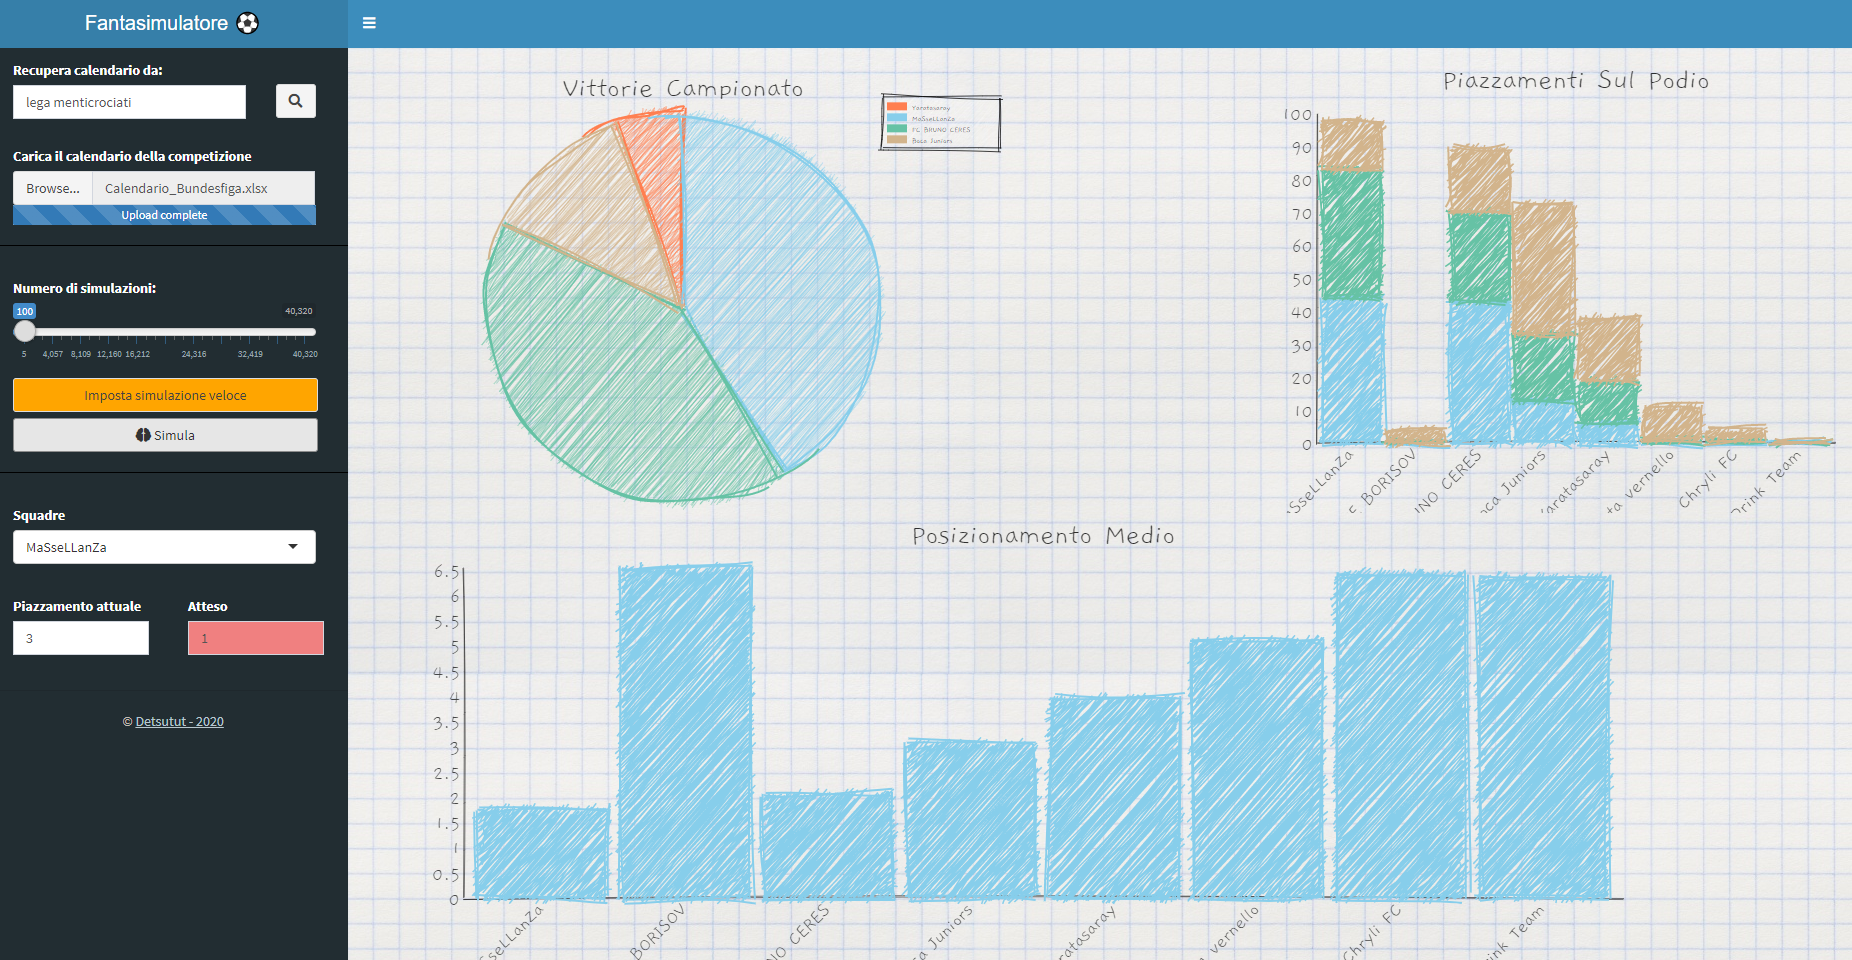 Fantasimulatore
Recupera calendario da:
lega menticrociati
Carica il calendario della competizione
Browse... Calendario_Bundesfiga.xlsx
Upload complete
Numero di simulazioni:
100 40,320
5 4,057 8,109 12,160 16,212 24,316 32,419 40,320
Imposta simulazione veloce
Simula
Squadre
MaSseLLanZa
Piazzamento attuale Atteso
3 1
© Detsutut - 2020
Vittorie Campionato
Yaratasaray
MaSseLLanZa
FC BRUNO CERES
Boca Juniors
Piazzamenti Sul Podio
100
90
80
70
60
50
40
30
20
10
0
SseLLanZa
E BORISOV
NO CERES
oca Juniors
aratasaray
ta vernello
Chryli FC
Drink Team
Posizionamento Medio
6.5
6
5.5
5
4.5
4
3.5
3
2.5
2
1.5
1
0.5
0
sseLLanZa
BORISOV
NO CERES
ca Juniors
ratasaray
vernello
Chryli FC
ink Team